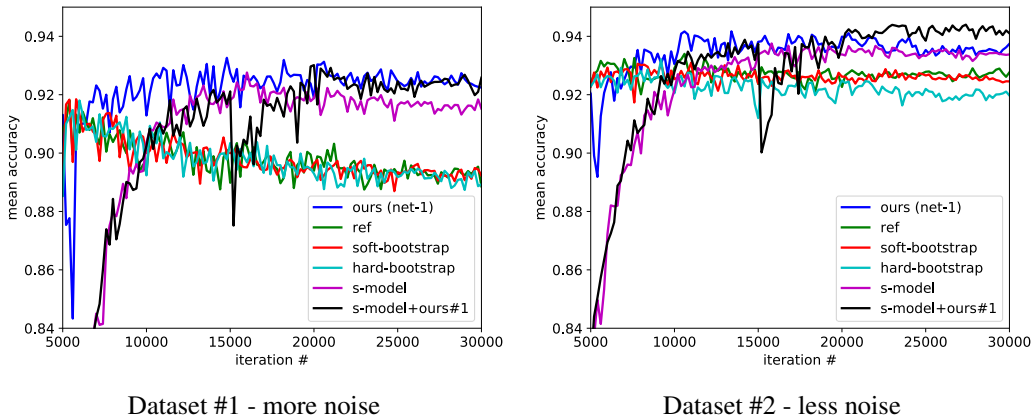 0.94
0.92
0.90
0.88
0.86
0.84
mean accuracy
5000 10000 15000 20000 25000 30000
iteration #
ours (net-1)
ref
soft-bootstrap
hard-bootstrap
s-model
s-model+ours#1
Dataset #1 - more noise
0.94
0.92
0.90
0.88
0.86
0.84
mean accuracy
5000 10000 15000 20000 25000 30000
iteration #
ours (net-1)
ref
soft-bootstrap
hard-bootstrap
s-model
s-model+ours#1
Dataset #2 - less noise